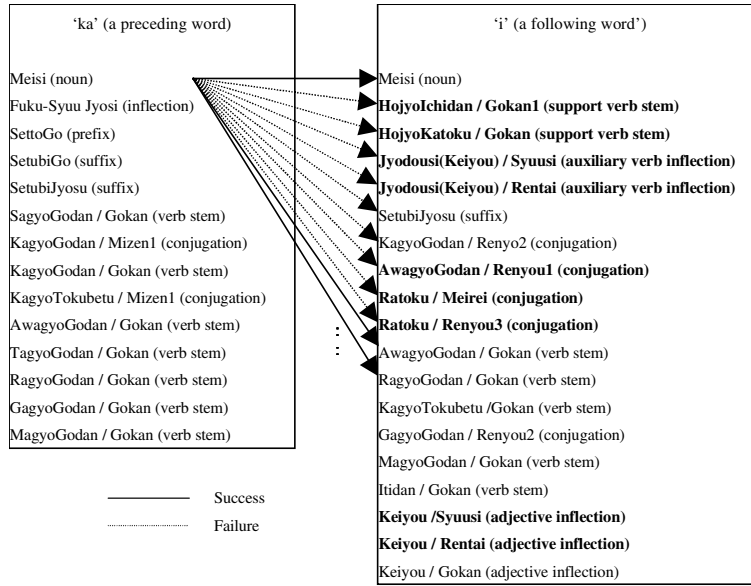 ‘ka’ (a preceding word)
Meisi (noun)
Fuku-Syuu Jyosi (inflection)
SettoGo (prefix)
SetubiGo (suffix)
SetubiJyosu (suffix)
SagyoGodan / Gokan (verb stem)
KagyoGodan / Mizen1 (conjugation)
KagyoGodan / Gokan (verb stem)
KagyoTokubetu / Mizen1 (conjugation)
AwagyoGodan / Gokan (verb stem)
TagyoGodan / Gokan (verb stem)
RagyoGodan / Gokan (verb stem)
GagyoGodan / Gokan (verb stem)
MagyoGodan / Gokan (verb stem)
‘i’ (a following word’)
Meisi (noun)
HojyoIchidan / Gokan1 (support verb stem)
HojyoKatoku / Gokan (support verb stem)
Jyodousi(Keiyou) / Syuusi (auxiliary verb inflection)
Jyodousi(Keiyou) / Rentai (auxiliary verb inflection)
SetubiJyosu (suffix)
KagyoGodan / Renyo2 (conjugation)
AwagyoGodan / Renyou1 (conjugation)
Ratoku / Meirei (conjugation)
Ratoku / Renyou3 (conjugation)
AwagyoGodan / Gokan (verb stem)
RagyoGodan / Gokan (verb stem)
KagyoTokubetu /Gokan (verb stem)
GagyoGodan / Renyou2 (conjugation)
MagyoGodan / Gokan (verb stem)
Itidan / Gokan (verb stem)
Keiyou /Syuusi (adjective inflection)
Keiyou / Rentai (adjective inflection)
Keiyou / Gokan (adjective inflection)
Success
Failure